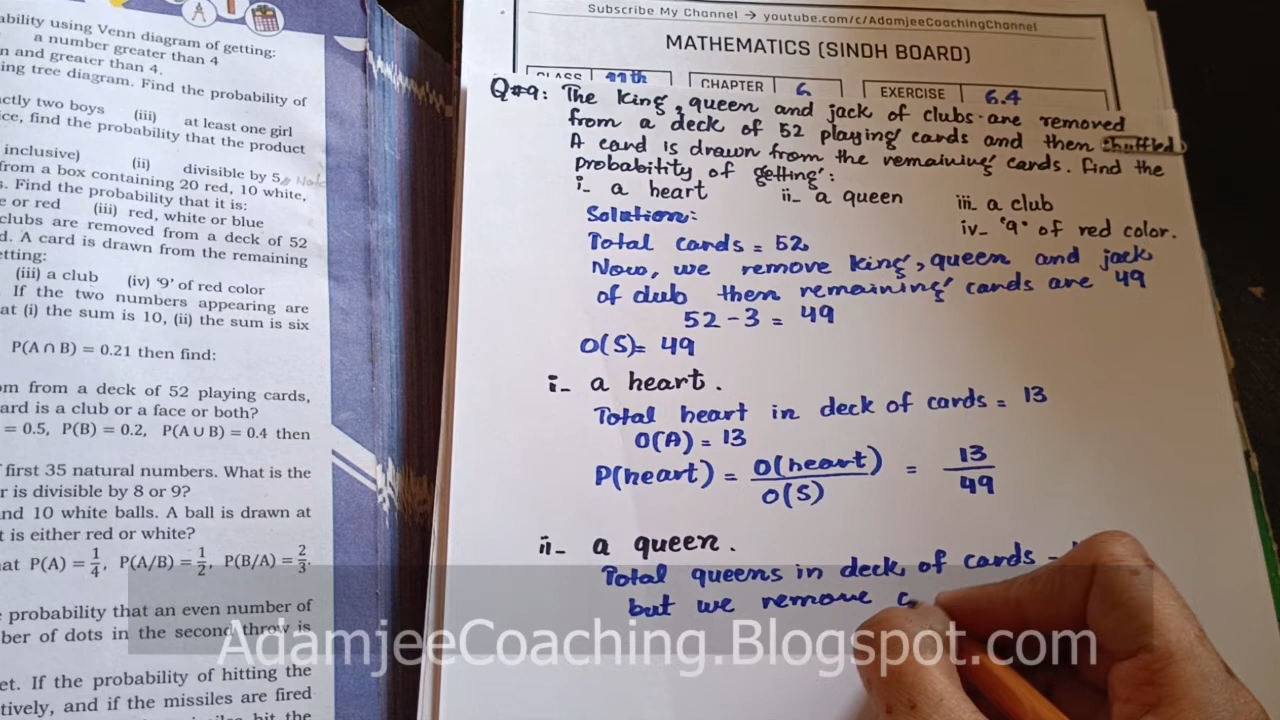 ability using Venn diagram of getting:
a number greater than 4
n and greater than 4.
ing tree diagram. Find the probability of
ctly two boys (iii) at least one girl
ice, find the probability that the product
inclusive) (ii) divisible by 5.
from a box containing 20 red, 10 white,
s. Find the probability that it is:
e or red (iii) red, white or blue
clubs are removed from a deck of 52
d. A card is drawn from the remaining
etting:
(iii) a club (iv) '9' of red color
If the two numbers appearing are
at (i) the sum is 10, (ii) the sum is six
P(A ∩ B) = 0.21 then find:
om from a deck of 52 playing cards,
ard is a club or a face or both?
= 0.5, P(B) = 0.2, P(A ∪ B) = 0.4 then
first 35 natural numbers. What is the
r is divisible by 8 or 9?
nd 10 white balls. A ball is drawn at
t is either red or white?
at P(A) = 1/4, P(A/B) = 1/2, P(B/A) = 2/3.
probability that an even number of
ber of dots in the second throw is
et. If the probability of hitting the
tively, and if the missiles are fired
Subscribe My Channel → youtube.com/c/AdamjeeCoachingChannel
MATHEMATICS (SINDH BOARD)
CLASS 11th CHAPTER 6 EXERCISE 6.4
Q#9: The king, queen and jack of clubs are removed
from a deck of 52 playing cards and then shuffled
A card is drawn from the remaining cards. Find the
probability of getting:
i- a heart ii- a queen iii- a club
iv- '9' of red color.
Solution:
Total cards = 52
Now, we remove king, queen and jack
of club then remaining cards are 49
52 - 3 = 49
O(S) = 49
i- a heart.
Total heart in deck of cards = 13
O(A) = 13
P(heart) = O(heart)/O(S) = 13/49
ii- a queen.
Total queens in deck of cards =
but we remove
AdamjeeCoaching.Blogspot.com